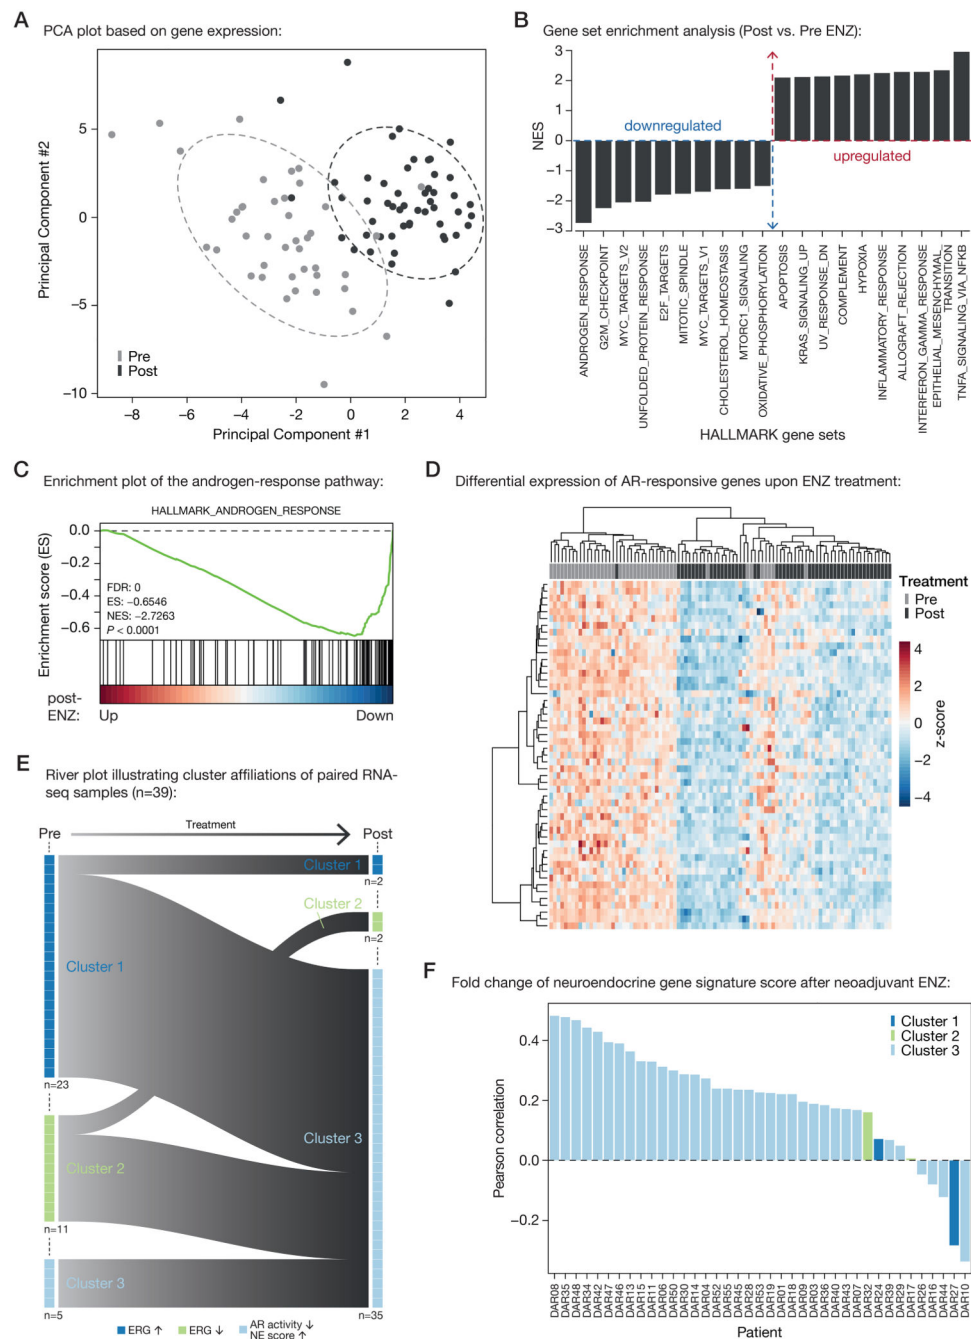 A
PCA plot based on gene expression:
Principal Component #2
5
0
−5
−10
Pre
Post
−8
−6
−4
−2
0
2
4
Principal Component #1
B
Gene set enrichment analysis (Post vs. Pre ENZ):
NES
3
2
1
0
−1
−2
−3
downregulated
upregulated
ANDROGEN_RESPONSE
G2M_CHECKPOINT
MYC_TARGETS_V2
UNFOLDED_PROTEIN_RESPONSE
E2F_TARGETS
MITOTIC_SPINDLE
MYC_TARGETS_V1
CHOLESTEROL_HOMEOSTASIS
MTORC1_SIGNALING
OXIDATIVE_PHOSPHORYLATION
APOPTOSIS
KRAS_SIGNALING_UP
UV_RESPONSE_DN
COMPLEMENT
HYPOXIA
INFLAMMATORY_RESPONSE
ALLOGRAFT_REJECTION
INTERFERON_GAMMA_RESPONSE
EPITHELIAL_MESENCHYMAL_
TRANSITION
TNFA_SIGNALING_VIA_NFKB
HALLMARK gene sets
C
Enrichment plot of the androgen-response pathway:
HALLMARK_ANDROGEN_RESPONSE
Enrichment score (ES)
0.0
−0.2
−0.4
−0.6
FDR: 0
ES: −0.6546
NES: −2.7263
P < 0.0001
post-
ENZ:
Up
Down
D
Differential expression of AR-responsive genes upon ENZ treatment:
Treatment
Pre
Post
4
2
0
−2
−4
z-score
E
River plot illustrating cluster affiliations of paired RNA-
seq samples (n=39):
Pre
Treatment
Post
Cluster 1
n=2
Cluster 2
n=2
Cluster 1
n=23
Cluster 3
Cluster 2
n=11
Cluster 3
n=5
n=35
ERG ↑
ERG ↓
AR activity ↓
NE score ↑
F
Fold change of neuroendocrine gene signature score after neoadjuvant ENZ:
Pearson correlation
0.4
0.2
0.0
−0.2
Cluster 1
Cluster 2
Cluster 3
DAR08
DAR35
DAR48
DAR34
DAR42
DAR47
DAR46
DAR13
DAR15
DAR11
DAR06
DAR50
DAR30
DAR14
DAR04
DAR52
DAR55
DAR45
DAR28
DAR53
DAR19
DAR01
DAR18
DAR09
DAR03
DAR36
DAR40
DAR43
DAR07
DAR32
DAR24
DAR39
DAR29
DAR17
DAR26
DAR16
DAR44
DAR27
DAR10
Patient